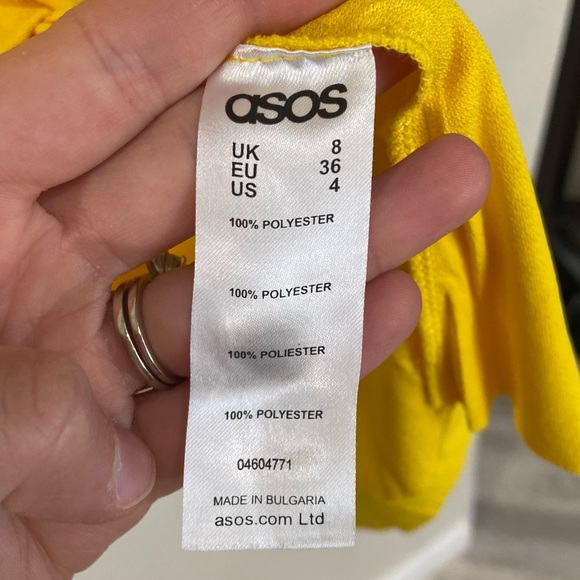 asos
UK 8
EU 36
US 4
100% POLYESTER
100% POLYESTER
100% POLIESTER
100% POLYESTER
04604771
MADE IN BULGARIA
asos.com Ltd